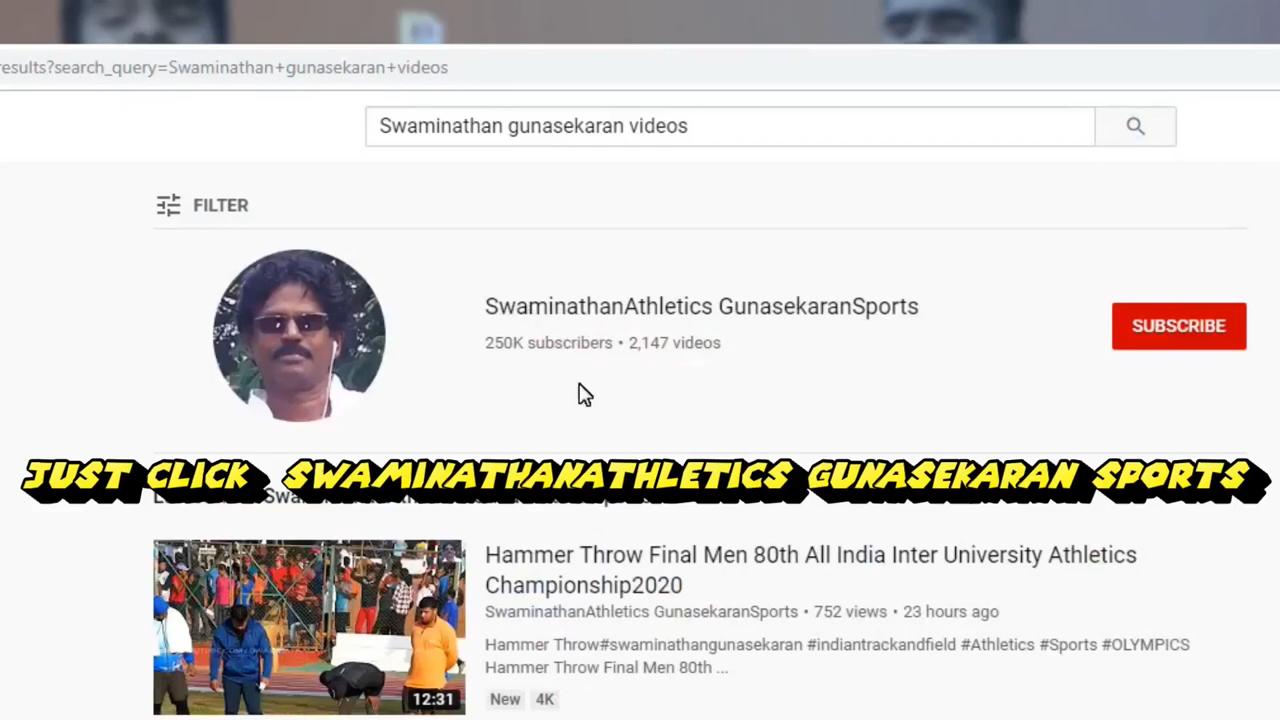 results?search_query=Swaminathan+gunasekaran+videos
Swaminathan gunasekaran videos
FILTER
SwaminathanAthletics GunasekaranSports
250K subscribers • 2,147 videos
SUBSCRIBE
JUST CLICK SWAMINATHANATHLETICS GUNASEKARAN SPORTS
Hammer Throw Final Men 80th All India Inter University Athletics
Championship2020
SwaminathanAthletics GunasekaranSports • 752 views • 23 hours ago
Hammer Throw#swaminathangunasekaran #indiantrackandfield #Athletics #Sports #OLYMPICS
Hammer Throw Final Men 80th ...
12:31
New 4K